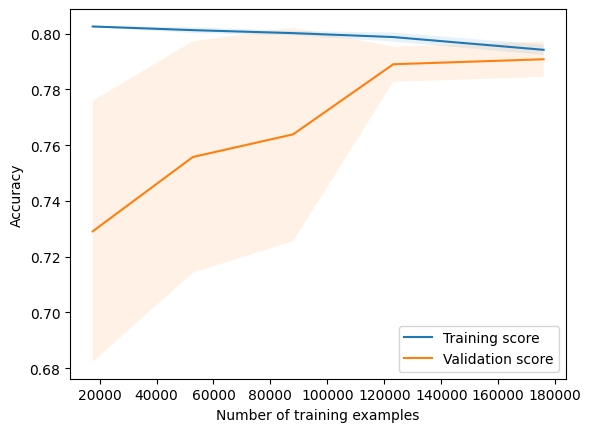 0.80
0.78
0.76
0.74
0.72
0.70
0.68
Accuracy
20000 40000 60000 80000 100000 120000 140000 160000 180000
Number of training examples
Training score
Validation score